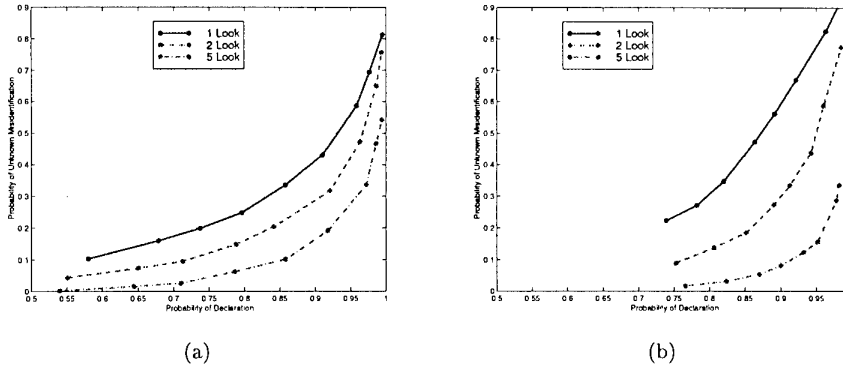 0.9
0.8
0.7
0.6
0.5
0.4
0.3
0.2
0.1
0
Probability of Unknown Misidentification
1 Look
2 Look
5 Look
0.5 0.55 0.6 0.65 0.7 0.75 0.8 0.85 0.9 0.95 1
Probability of Declaration
(a)
0.9
0.8
0.7
0.6
0.5
0.4
0.3
0.2
0.1
0
Probability of Unknown Misidentification
1 Look
2 Look
5 Look
0.5 0.55 0.6 0.65 0.7 0.75 0.8 0.85 0.9 0.95
Probability of Declaration
(b)